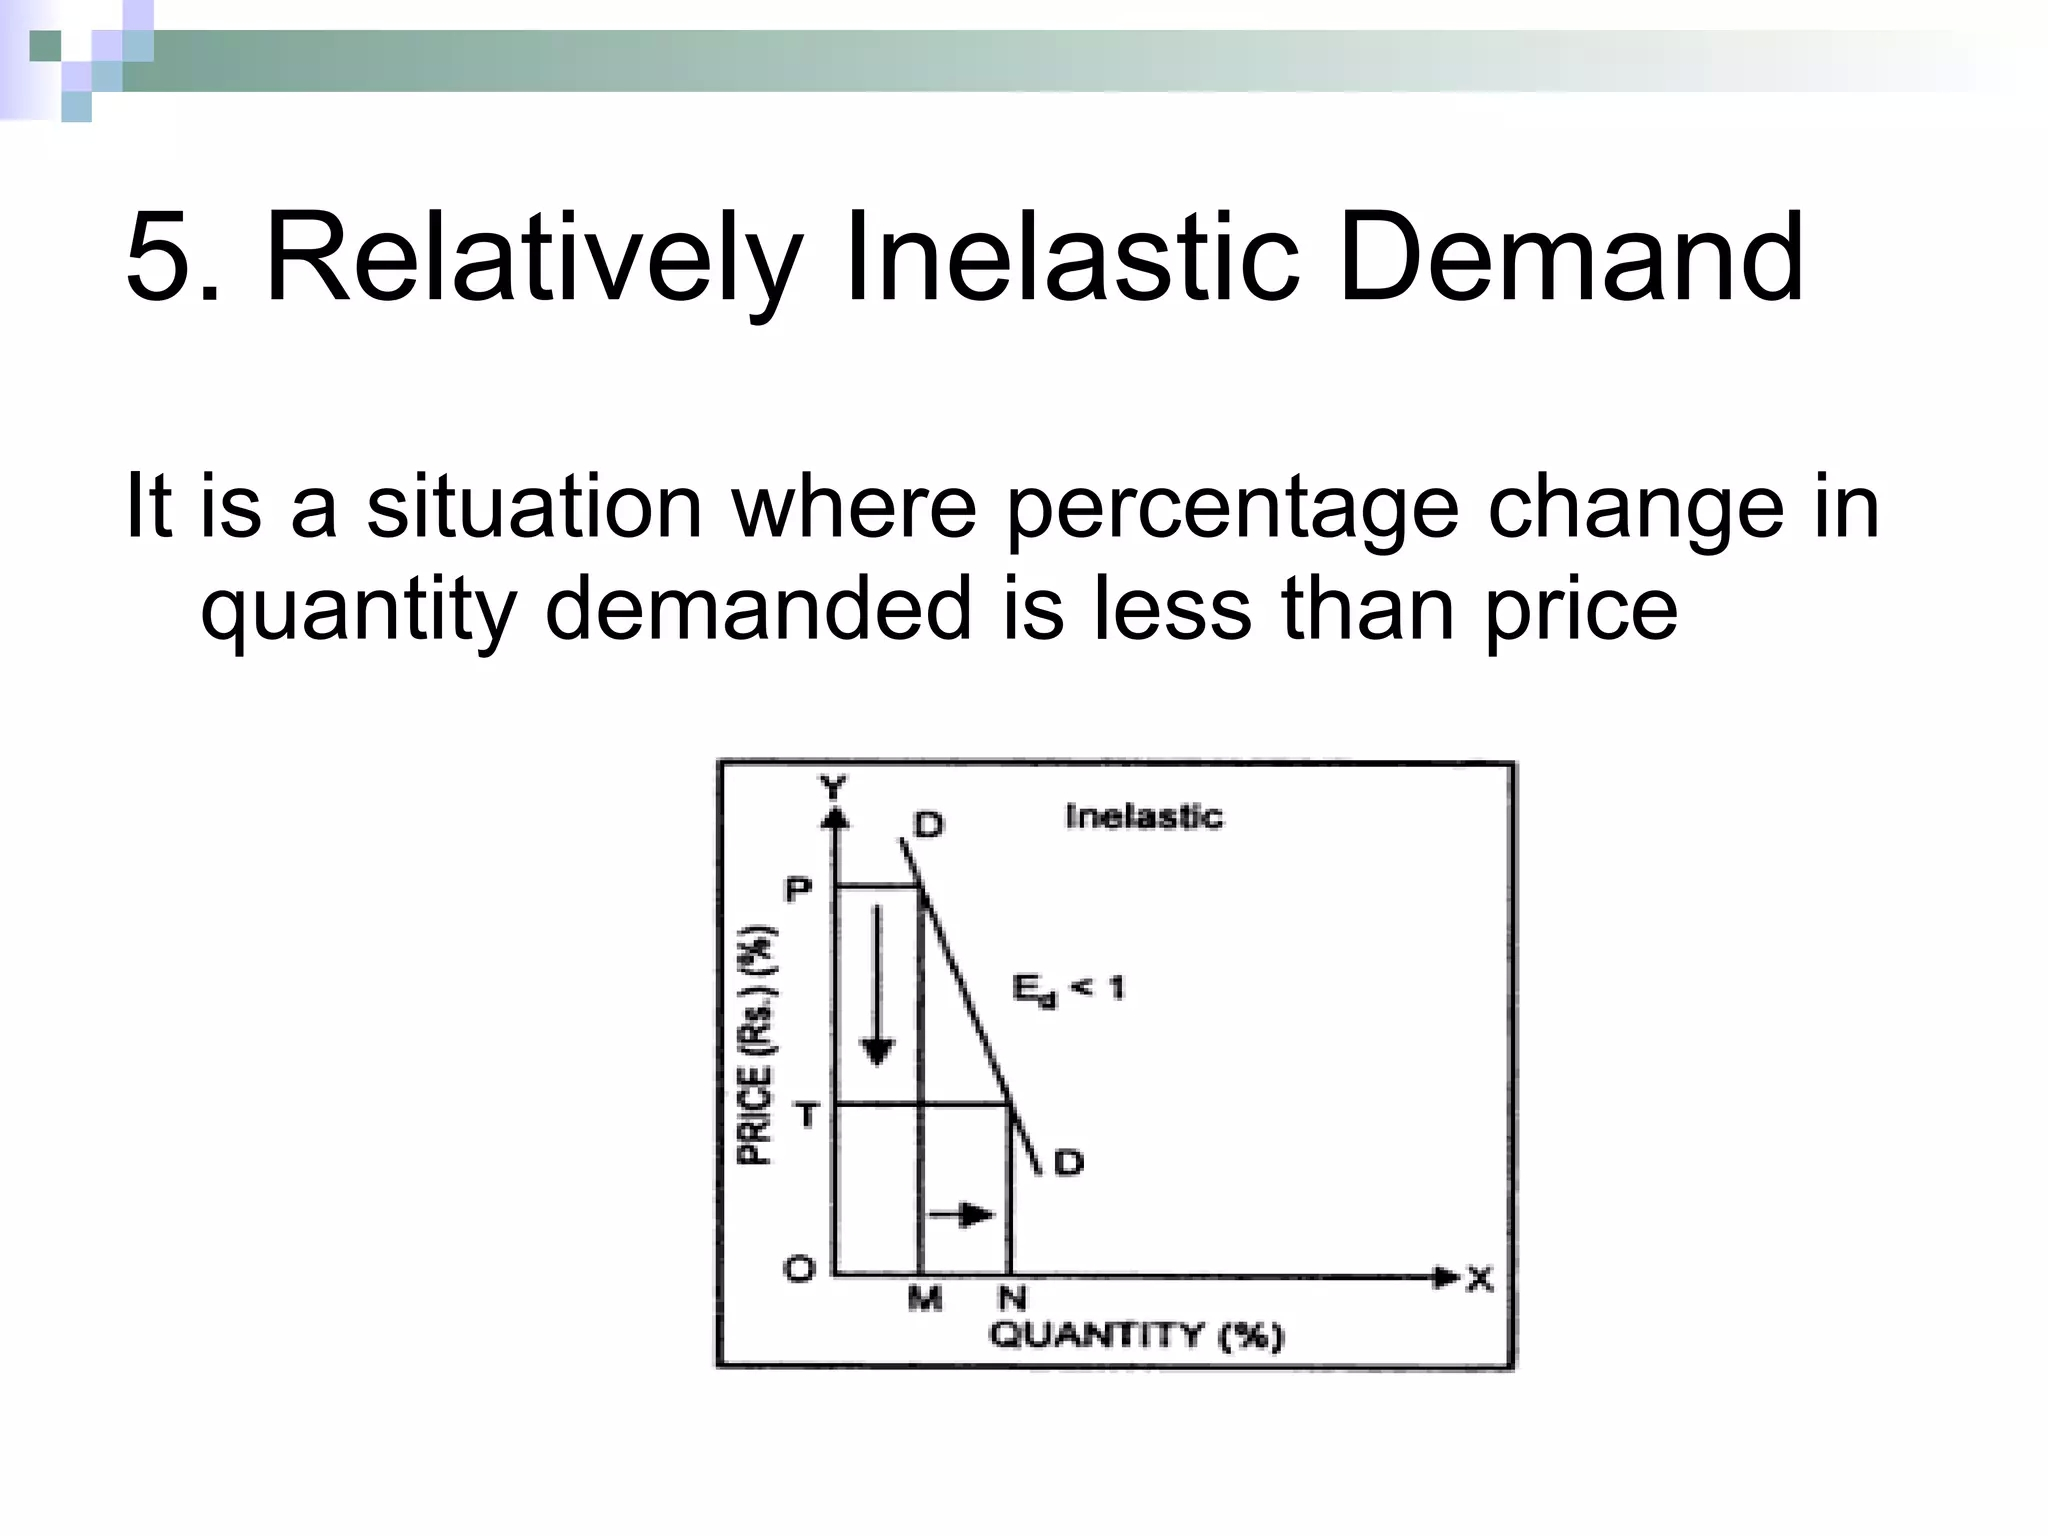 5. Relatively Inelastic Demand
It is a situation where percentage change in
quantity demanded is less than price
Y
D
Inelastic
P
PRICE (Rs.) (%)
Ed < 1
T
D
O
M
N
X
QUANTITY (%)